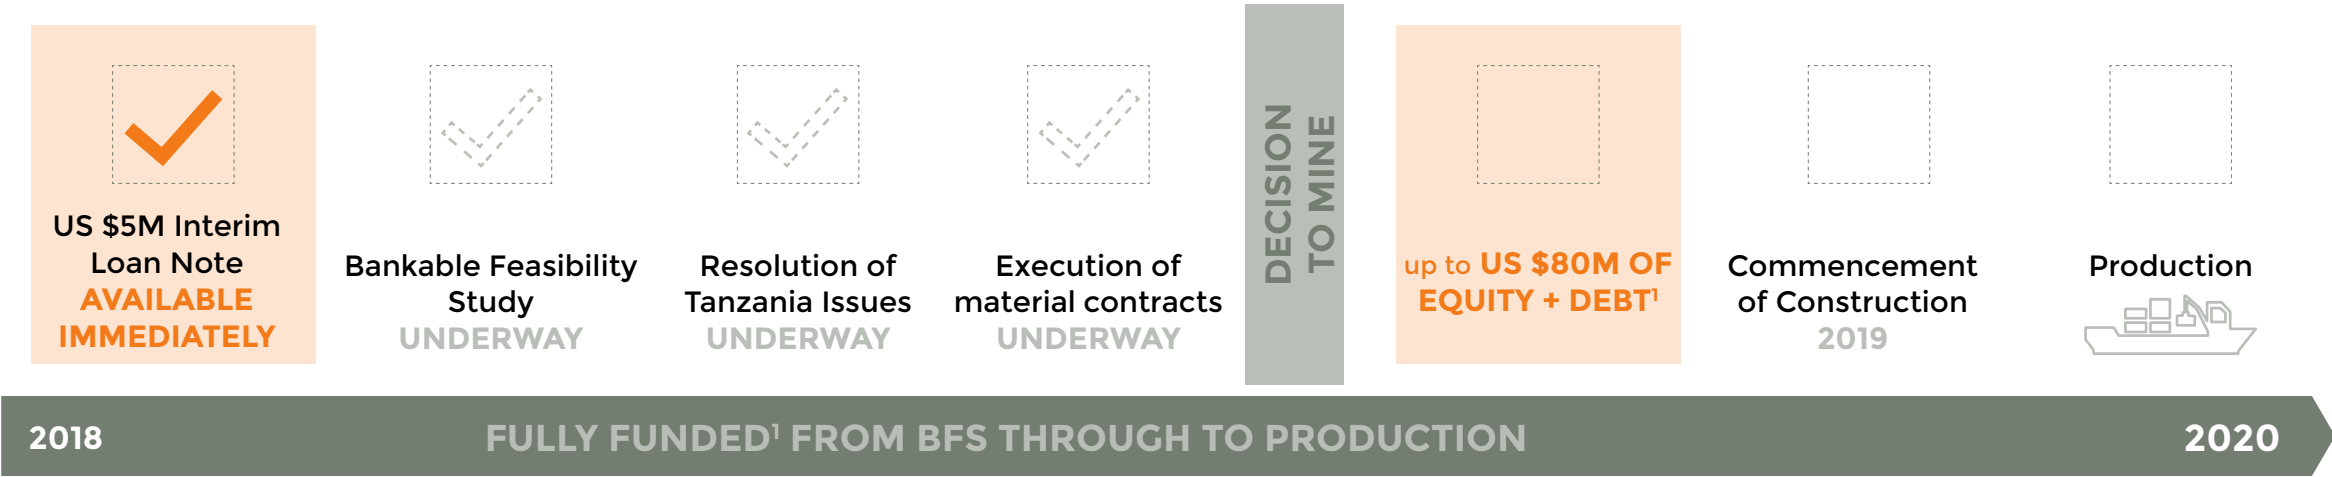 US $5M Interim
Loan Note
AVAILABLE
IMMEDIATELY
Bankable Feasibility
Study
UNDERWAY
Resolution of
Tanzania Issues
UNDERWAY
Execution of
material contracts
UNDERWAY
DECISION
TO MINE
up to US $80M OF
EQUITY + DEBT¹
Commencement
of Construction
2019
Production
2018
FULLY FUNDED¹ FROM BFS THROUGH TO PRODUCTION
2020